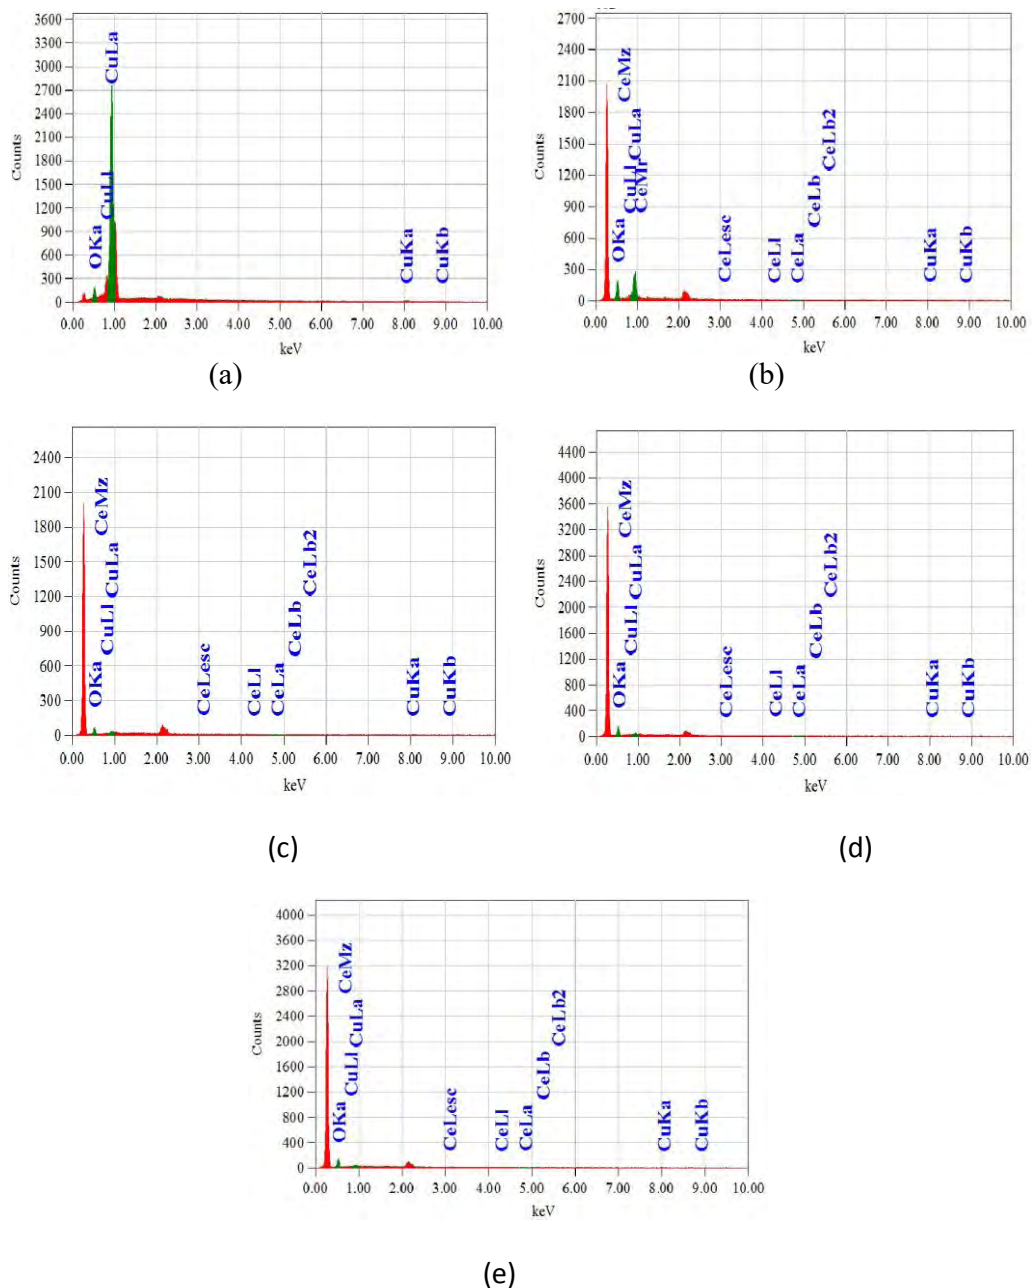 3600
3300
3000
2700
2400
2100
1800
1500
1200
900
600
300
0
Counts
CuLa
CuLl
OKa
CuKa
CuKb
0.00 1.00 2.00 3.00 4.00 5.00 6.00 7.00 8.00 9.00 10.00
keV
(a)
2700
2400
2100
1800
1500
1200
900
600
300
0
Counts
CeMz
CuLa
CuLl
CeMr
OKa
CeLesc
CeLl
CeLa
CeLb
CeLb2
CuKa
CuKb
0.00 1.00 2.00 3.00 4.00 5.00 6.00 7.00 8.00 9.00 10.00
keV
(b)
2400
2100
1800
1500
1200
900
600
300
0
Counts
CeMz
CuLa
CuLl
OKa
CeLesc
CeLl
CeLa
CeLb
CeLb2
CuKa
CuKb
0.00 1.00 2.00 3.00 4.00 5.00 6.00 7.00 8.00 9.00 10.00
keV
(c)
4400
4000
3600
3200
2800
2400
2000
1600
1200
800
400
0
Counts
CeMz
CuLa
CuLl
OKa
CeLesc
CeLl
CeLa
CeLb
CeLb2
CuKa
CuKb
0.00 1.00 2.00 3.00 4.00 5.00 6.00 7.00 8.00 9.00 10.00
keV
(d)
4000
3600
3200
2800
2400
2000
1600
1200
800
400
0
Counts
CeMz
CuLa
CuLl
OKa
CeLesc
CeLl
CeLa
CeLb
CeLb2
CuKa
CuKb
0.00 1.00 2.00 3.00 4.00 5.00 6.00 7.00 8.00 9.00 10.00
keV
(e)